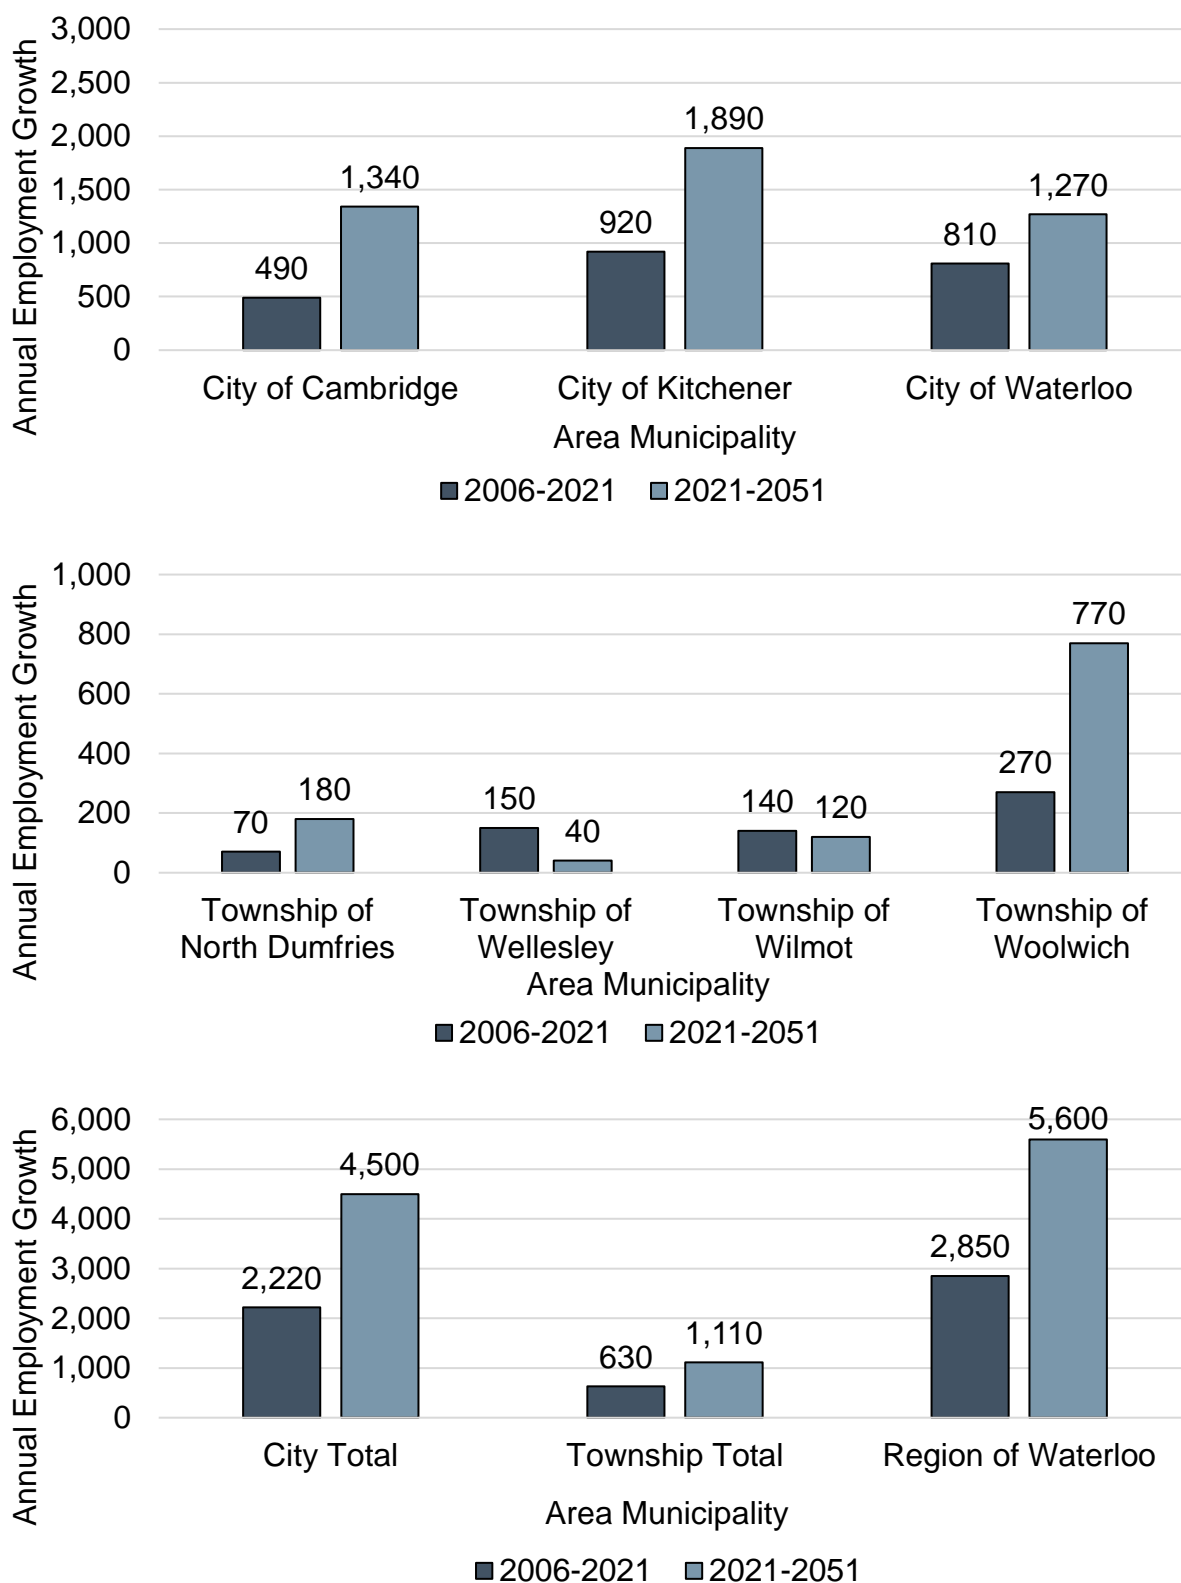 Annual Employment Growth
3,000
2,500
2,000
1,500
1,000
500
0
490
1,340
920
1,890
810
1,270
City of Cambridge
City of Kitchener
City of Waterloo
Area Municipality
2006-2021
2021-2051
Annual Employment Growth
1,000
800
600
400
200
0
70
180
150
40
140
120
270
770
Township of
North Dumfries
Township of
Wellesley
Township of
Wilmot
Township of
Woolwich
Area Municipality
2006-2021
2021-2051
Annual Employment Growth
6,000
5,000
4,000
3,000
2,000
1,000
0
2,220
4,500
630
1,110
2,850
5,600
City Total
Township Total
Region of Waterloo
Area Municipality
2006-2021
2021-2051